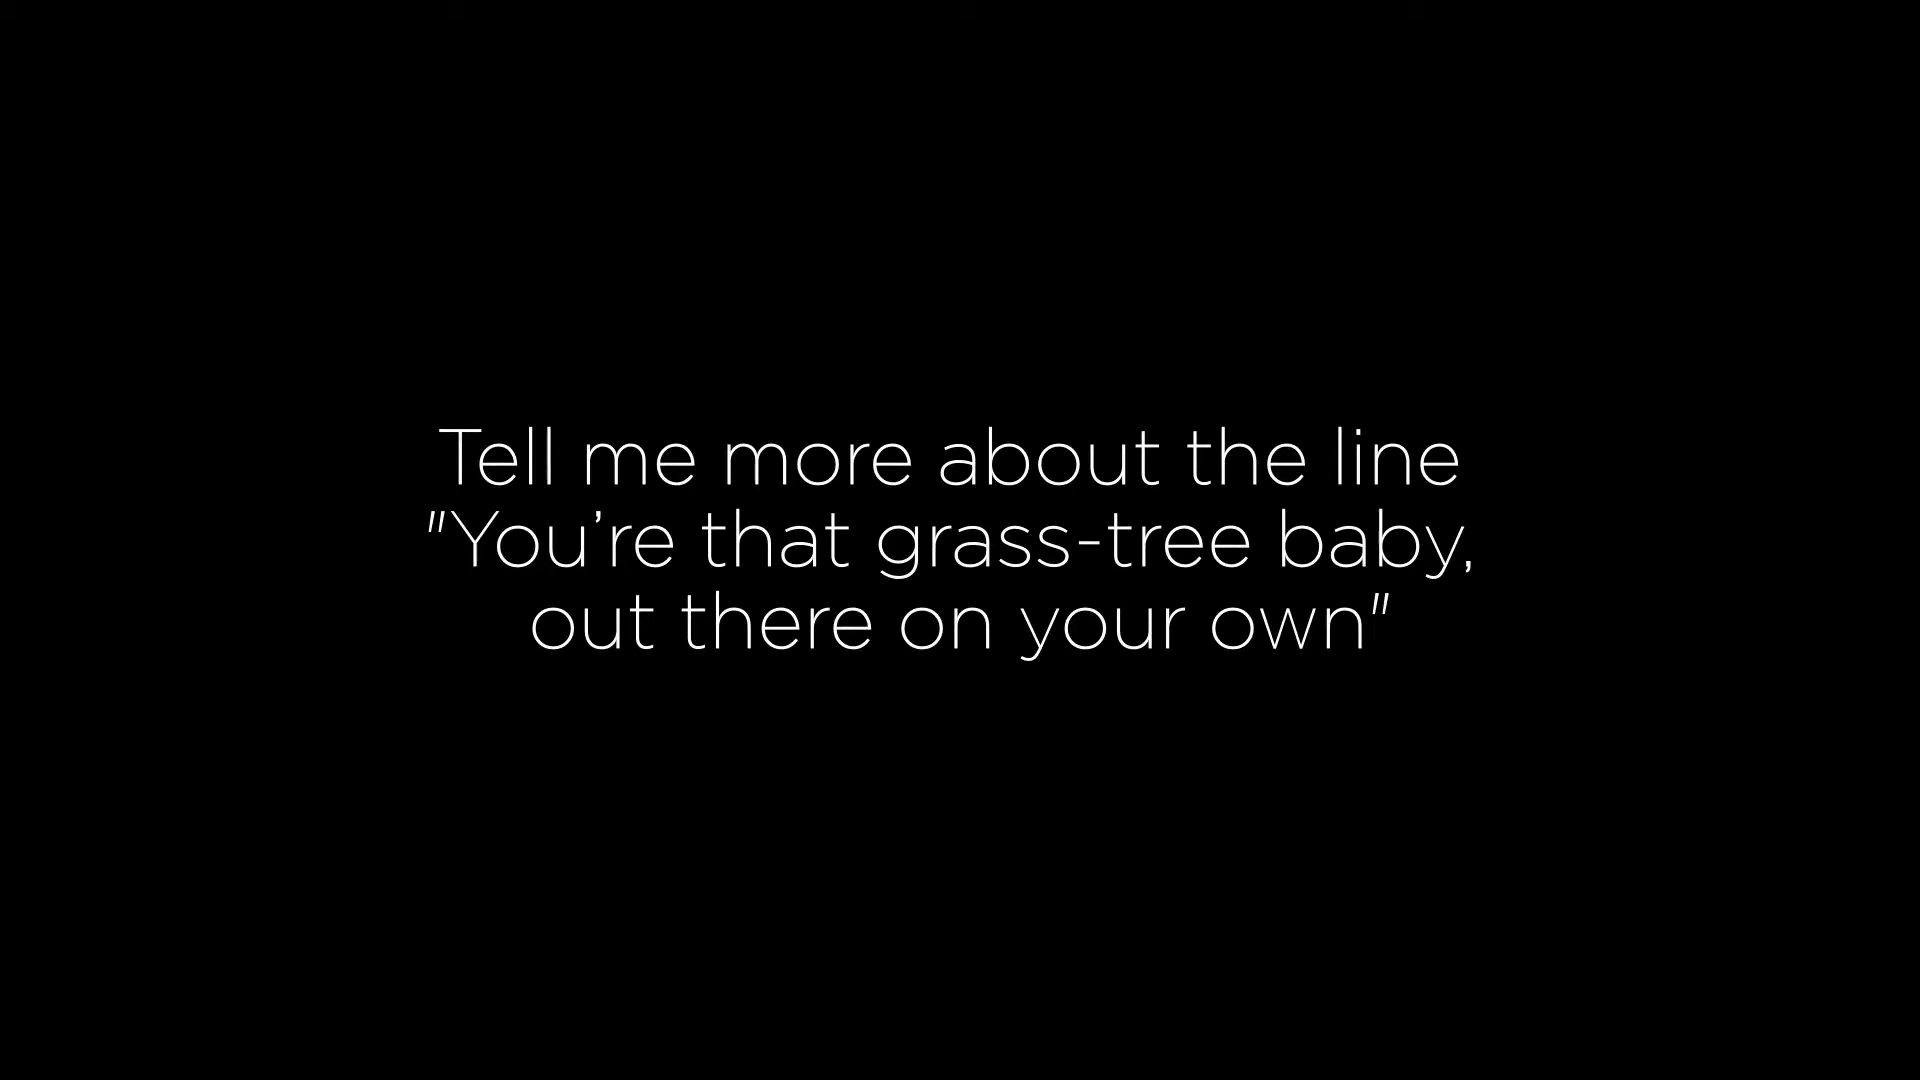 Tell me more about the line
"You’re that grass-tree baby,
out there on your own"